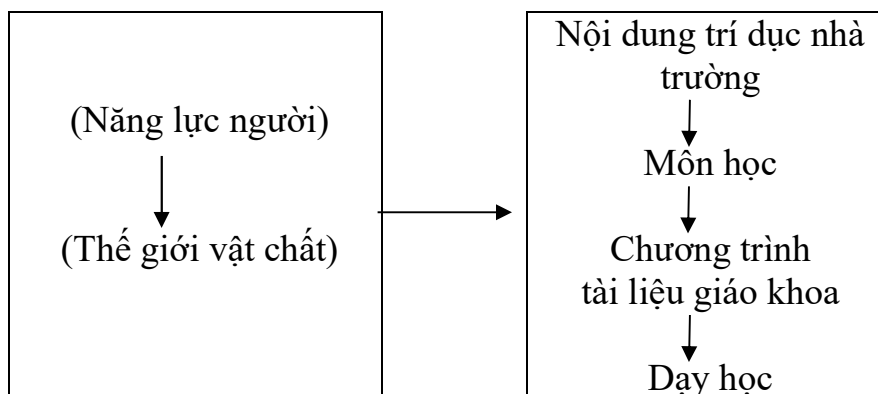 (Năng lực người)
(Thế giới vật chất)
Nội dung trí dục nhà
trường
Môn học
Chương trình
tài liệu giáo khoa
Dạy học